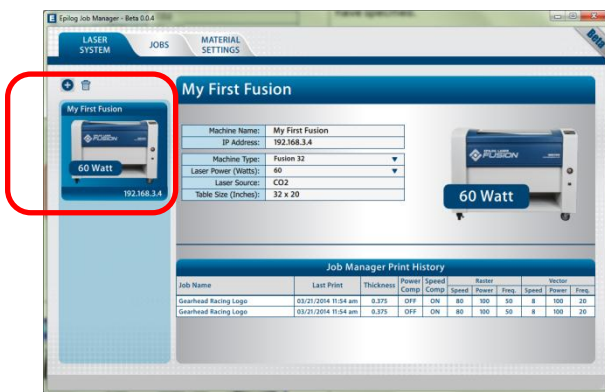 have specifies.
Epilog Job Manager - Beta 0.0.4
LASER SYSTEM
JOBS
MATERIAL SETTINGS
Beta
My First Fusion
FUSION
60 Watt
192.168.3.4
My First Fusion
Machine Name: My First Fusion
IP Address: 192.168.3.4
Machine Type: Fusion 32
Laser Power (Watts): 60
Laser Source: CO2
Table Size (Inches): 32 x 20
FUSION
60 Watt
Job Manager Print History
Job Name Last Print Thickness Power Comp Speed Comp Raster Vector
Speed Power Freq. Speed Power Freq.
Gearhead Racing Logo 03/21/2014 11:54 am 0.375 OFF ON 80 100 50 8 100 20
Gearhead Racing Logo 03/21/2014 11:54 am 0.375 OFF ON 80 100 50 8 100 20